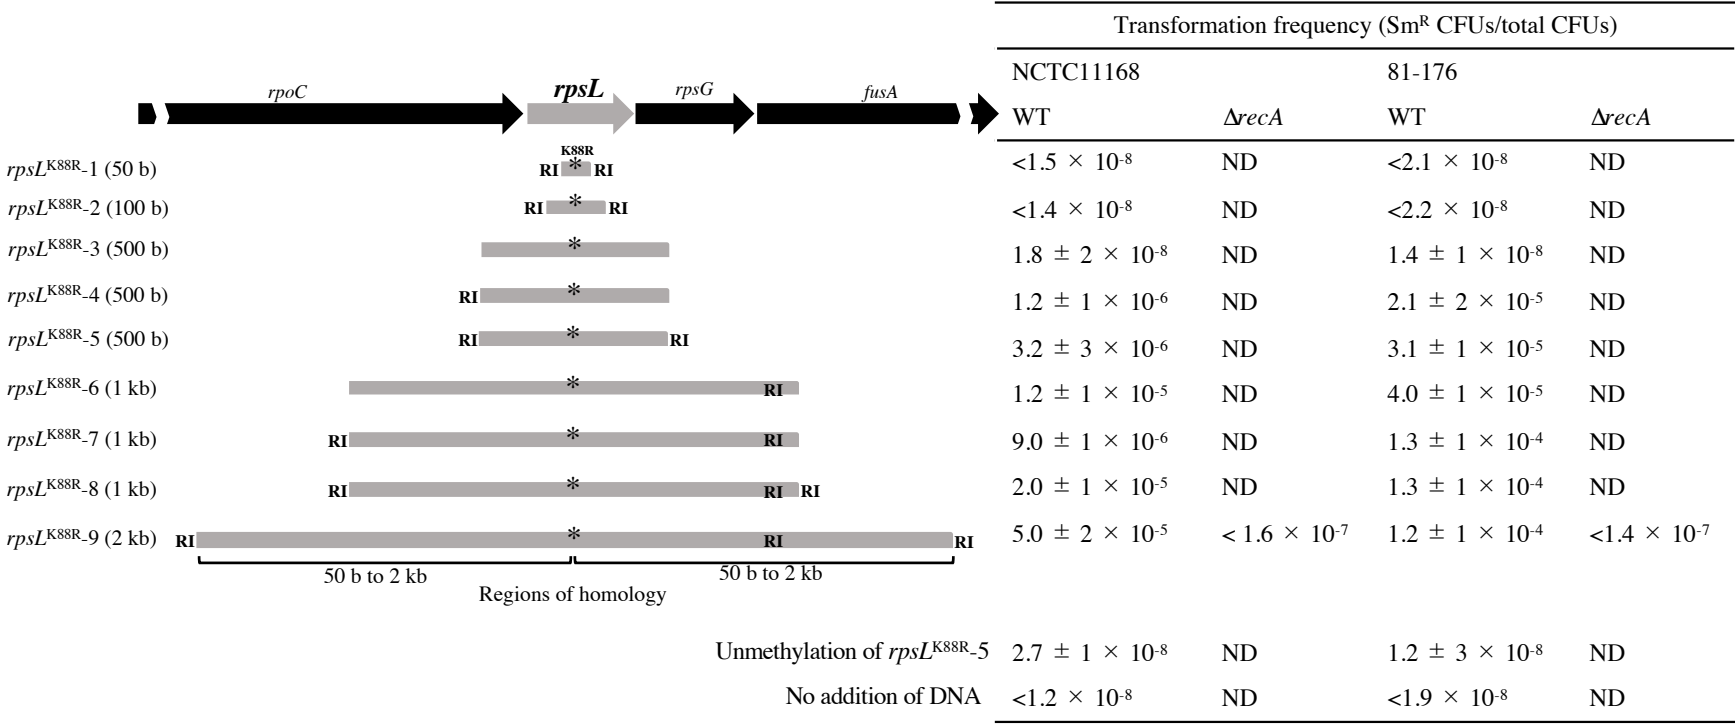 Transformation frequency (Smᴿ CFUs/total CFUs)
NCTC11168 81-176
rpoC rpsL rpsG fusA
WT ΔrecA WT ΔrecA
K88R
rpsLᴷ⁸⁸ᴿ-1 (50 b) RI * RI <1.5 × 10⁻⁸ ND <2.1 × 10⁻⁸ ND
rpsLᴷ⁸⁸ᴿ-2 (100 b) RI * RI <1.4 × 10⁻⁸ ND <2.2 × 10⁻⁸ ND
rpsLᴷ⁸⁸ᴿ-3 (500 b) * 1.8 ± 2 × 10⁻⁸ ND 1.4 ± 1 × 10⁻⁸ ND
rpsLᴷ⁸⁸ᴿ-4 (500 b) RI * 1.2 ± 1 × 10⁻⁶ ND 2.1 ± 2 × 10⁻⁵ ND
rpsLᴷ⁸⁸ᴿ-5 (500 b) RI * RI 3.2 ± 3 × 10⁻⁶ ND 3.1 ± 1 × 10⁻⁵ ND
rpsLᴷ⁸⁸ᴿ-6 (1 kb) * RI 1.2 ± 1 × 10⁻⁵ ND 4.0 ± 1 × 10⁻⁵ ND
rpsLᴷ⁸⁸ᴿ-7 (1 kb) RI * RI 9.0 ± 1 × 10⁻⁶ ND 1.3 ± 1 × 10⁻⁴ ND
rpsLᴷ⁸⁸ᴿ-8 (1 kb) RI * RI RI 2.0 ± 1 × 10⁻⁵ ND 1.3 ± 1 × 10⁻⁴ ND
rpsLᴷ⁸⁸ᴿ-9 (2 kb) RI * RI RI 5.0 ± 2 × 10⁻⁵ < 1.6 × 10⁻⁷ 1.2 ± 1 × 10⁻⁴ <1.4 × 10⁻⁷
50 b to 2 kb 50 b to 2 kb
Regions of homology
Unmethylation of rpsLᴷ⁸⁸ᴿ-5 2.7 ± 1 × 10⁻⁸ ND 1.2 ± 3 × 10⁻⁸ ND
No addition of DNA <1.2 × 10⁻⁸ ND <1.9 × 10⁻⁸ ND